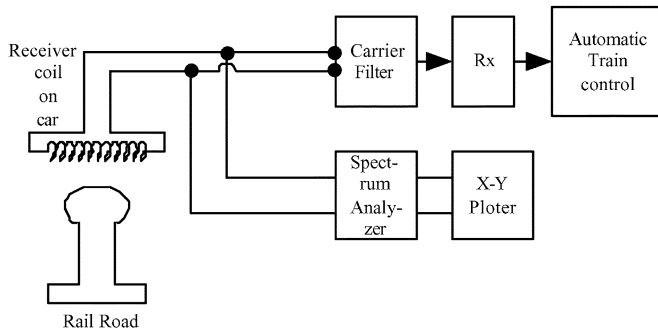 Receiver
coil
on
car
Carrier
Filter
Rx
Automatic
Train
control
Spect-
rum
Analy-
zer
X-Y
Ploter
Rail Road